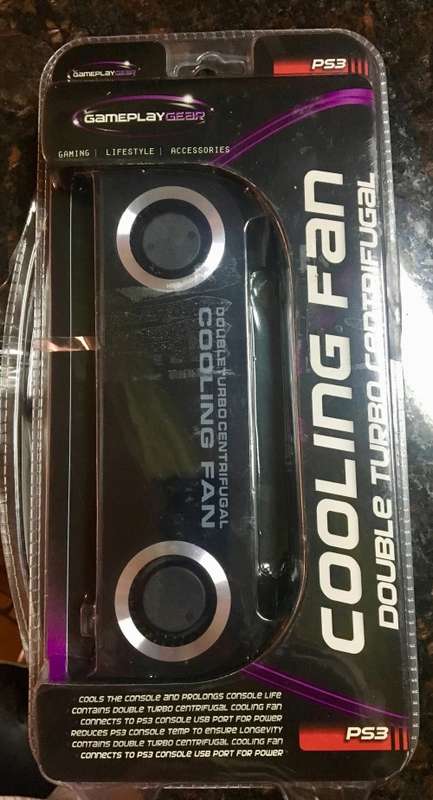 GAMEPLAYGEAR
PS3
GAMEPLAYGEAR
GAMING | LIFESTYLE | ACCESSORIES
COOLING FAN
DOUBLE TURBO CENTRIFUGAL
DOUBLE TURBO CENTRIFUGAL
COOLING FAN
COOLS THE CONSOLE AND PROLONGS CONSOLE LIFE
CONTAINS DOUBLE TURBO CENTRIFUGAL COOLING FAN
CONNECTS TO PS3 CONSOLE USB PORT FOR POWER
REDUCES PS3 CONSOLE TEMP TO ENSURE LONGEVITY
CONTAINS DOUBLE TURBO CENTRIFUGAL COOLING FAN
CONNECTS TO PS3 CONSOLE USB PORT FOR POWER
PS3